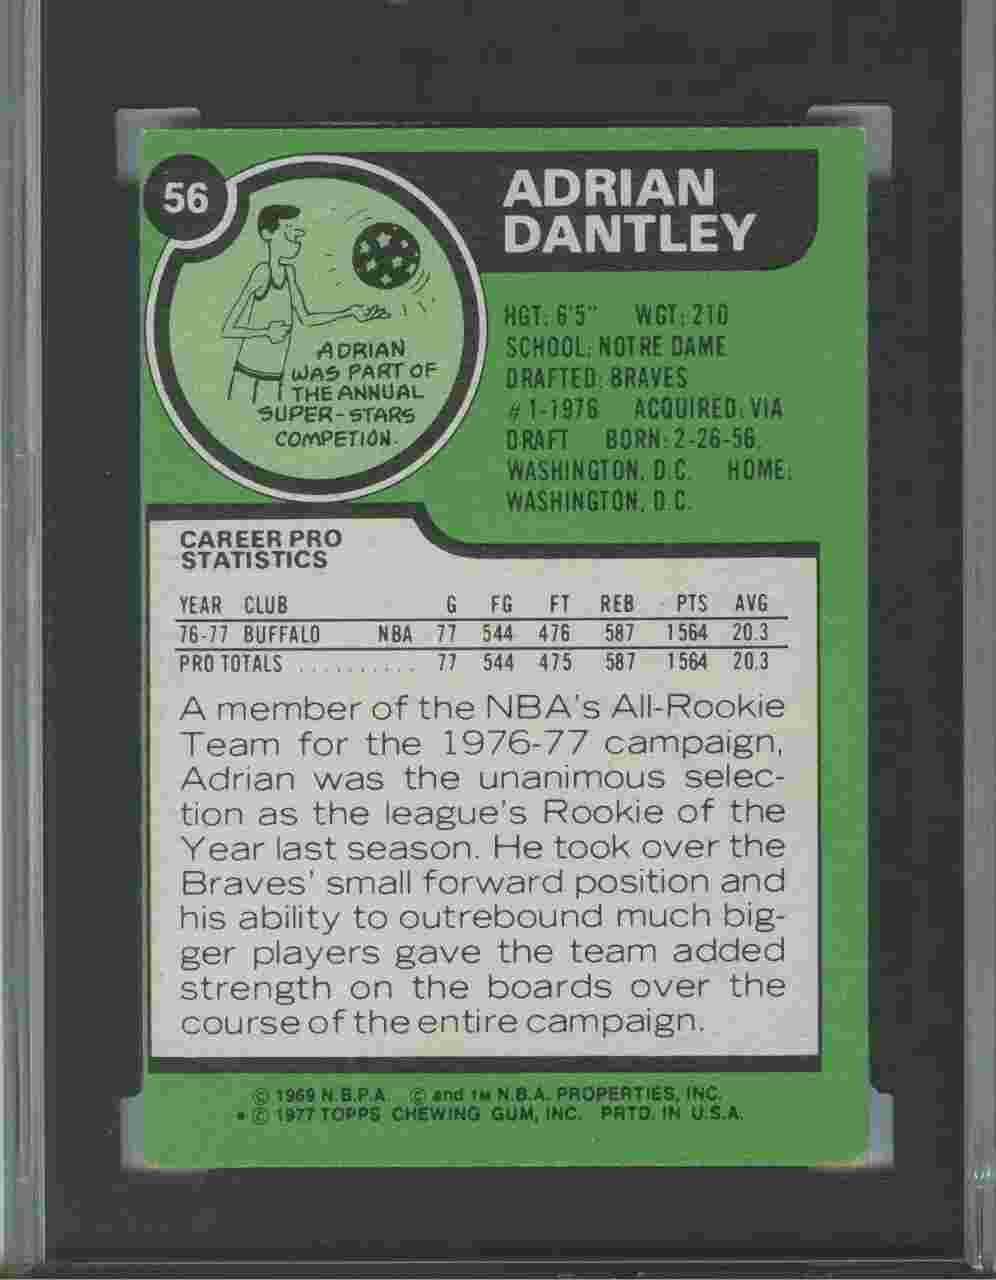 56
ADRIAN
DANTLEY
ADRIAN
WAS PART OF
THE ANNUAL
SUPER-STARS
COMPETION.
HGT: 6'5" WGT: 210
SCHOOL: NOTRE DAME
DRAFTED: BRAVES
#1-1976 ACQUIRED: VIA
DRAFT BORN: 2-26-56,
WASHINGTON, D.C. HOME:
WASHINGTON, D.C.
CAREER PRO
STATISTICS
YEAR CLUB G FG FT REB PTS AVG
76-77 BUFFALO NBA 77 544 476 587 1564 20.3
PRO TOTALS .......... 77 544 475 587 1564 20.3
A member of the NBA's All-Rookie
Team for the 1976-77 campaign,
Adrian was the unanimous selec-
tion as the league's Rookie of the
Year last season. He took over the
Braves' small forward position and
his ability to outrebound much big-
ger players gave the team added
strength on the boards over the
course of the entire campaign.
© 1969 N.B.P.A. © and TM N.B.A. PROPERTIES, INC.
* © 1977 TOPPS CHEWING GUM, INC. PRTD. IN U.S.A.